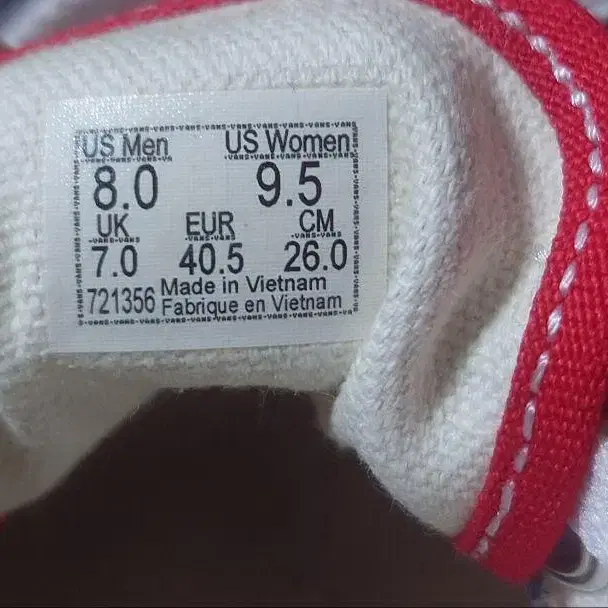 US Men US Women
8.0 9.5
UK EUR CM
7.0 40.5 26.0
721356 Made in Vietnam
Fabrique en Vietnam